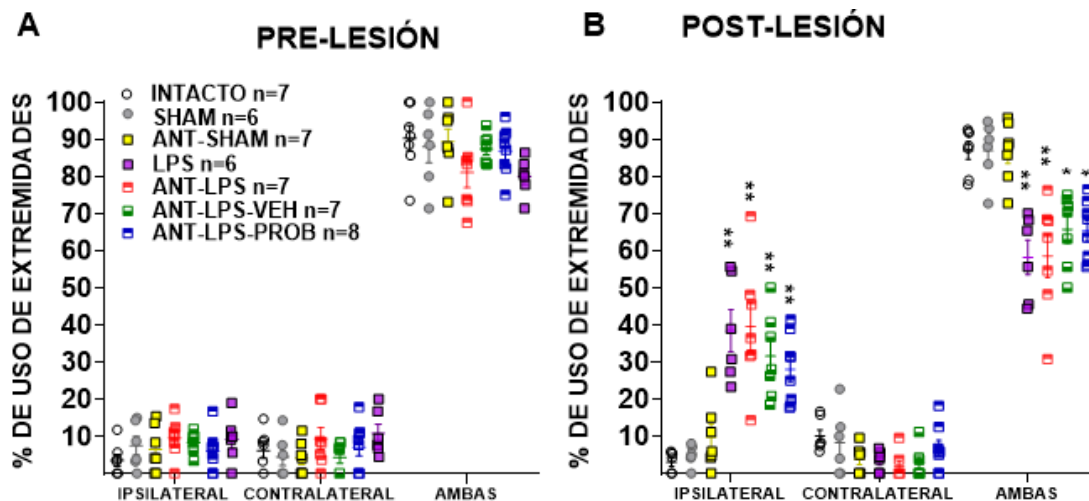 A
PRE-LESIÓN
% DE USO DE EXTREMIDADES
100
90
80
70
60
50
40
30
20
10
INTACTO n=7
SHAM n=6
ANT-SHAM n=7
LPS n=6
ANT-LPS n=7
ANT-LPS-VEH n=7
ANT-LPS-PROB n=8
IPSILATERAL CONTRALATERAL AMBAS
B
POST-LESIÓN
% DE USO DE EXTREMIDADES
100
90
80
70
60
50
40
30
20
10
** ** ** **
** ** * *
IPSILATERAL CONTRALATERAL AMBAS